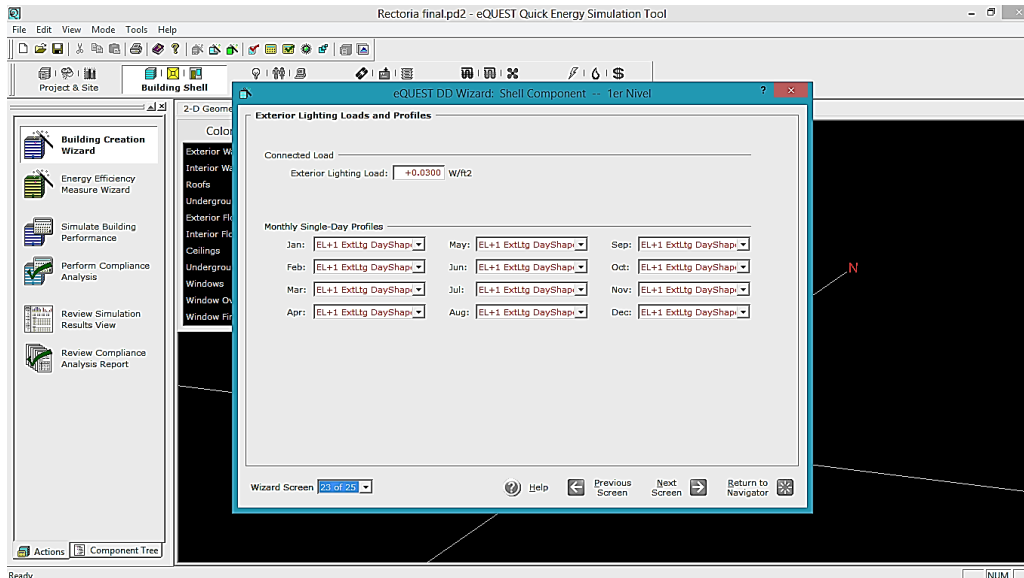 Rectoria final.pd2 - eQUEST Quick Energy Simulation Tool
File Edit View Mode Tools Help
Project & Site
Building Shell
eQUEST DD Wizard: Shell Component -- 1er Nivel
?
Building Creation
Wizard
Energy Efficiency
Measure Wizard
Simulate Building
Performance
Perform Compliance
Analysis
Review Simulation
Results View
Review Compliance
Analysis Report
Actions
Component Tree
2-D Geome
Color
Exterior Wa
Interior Wa
Roofs
Undergrou
Exterior Flo
Interior Flo
Ceilings
Undergrou
Windows
Window Ov
Window Fin
Exterior Lighting Loads and Profiles
Connected Load
Exterior Lighting Load: +0.0300 W/ft2
Monthly Single-Day Profiles
Jan: EL+1 ExtLtg DayShap May: EL+1 ExtLtg DayShap Sep: EL+1 ExtLtg DayShap
Feb: EL+1 ExtLtg DayShap Jun: EL+1 ExtLtg DayShap Oct: EL+1 ExtLtg DayShap
Mar: EL+1 ExtLtg DayShap Jul: EL+1 ExtLtg DayShap Nov: EL+1 ExtLtg DayShap
Apr: EL+1 ExtLtg DayShap Aug: EL+1 ExtLtg DayShap Dec: EL+1 ExtLtg DayShap
Wizard Screen 23 of 25
Help
Previous
Screen
Next
Screen
Return to
Navigator
N
Ready
NUM